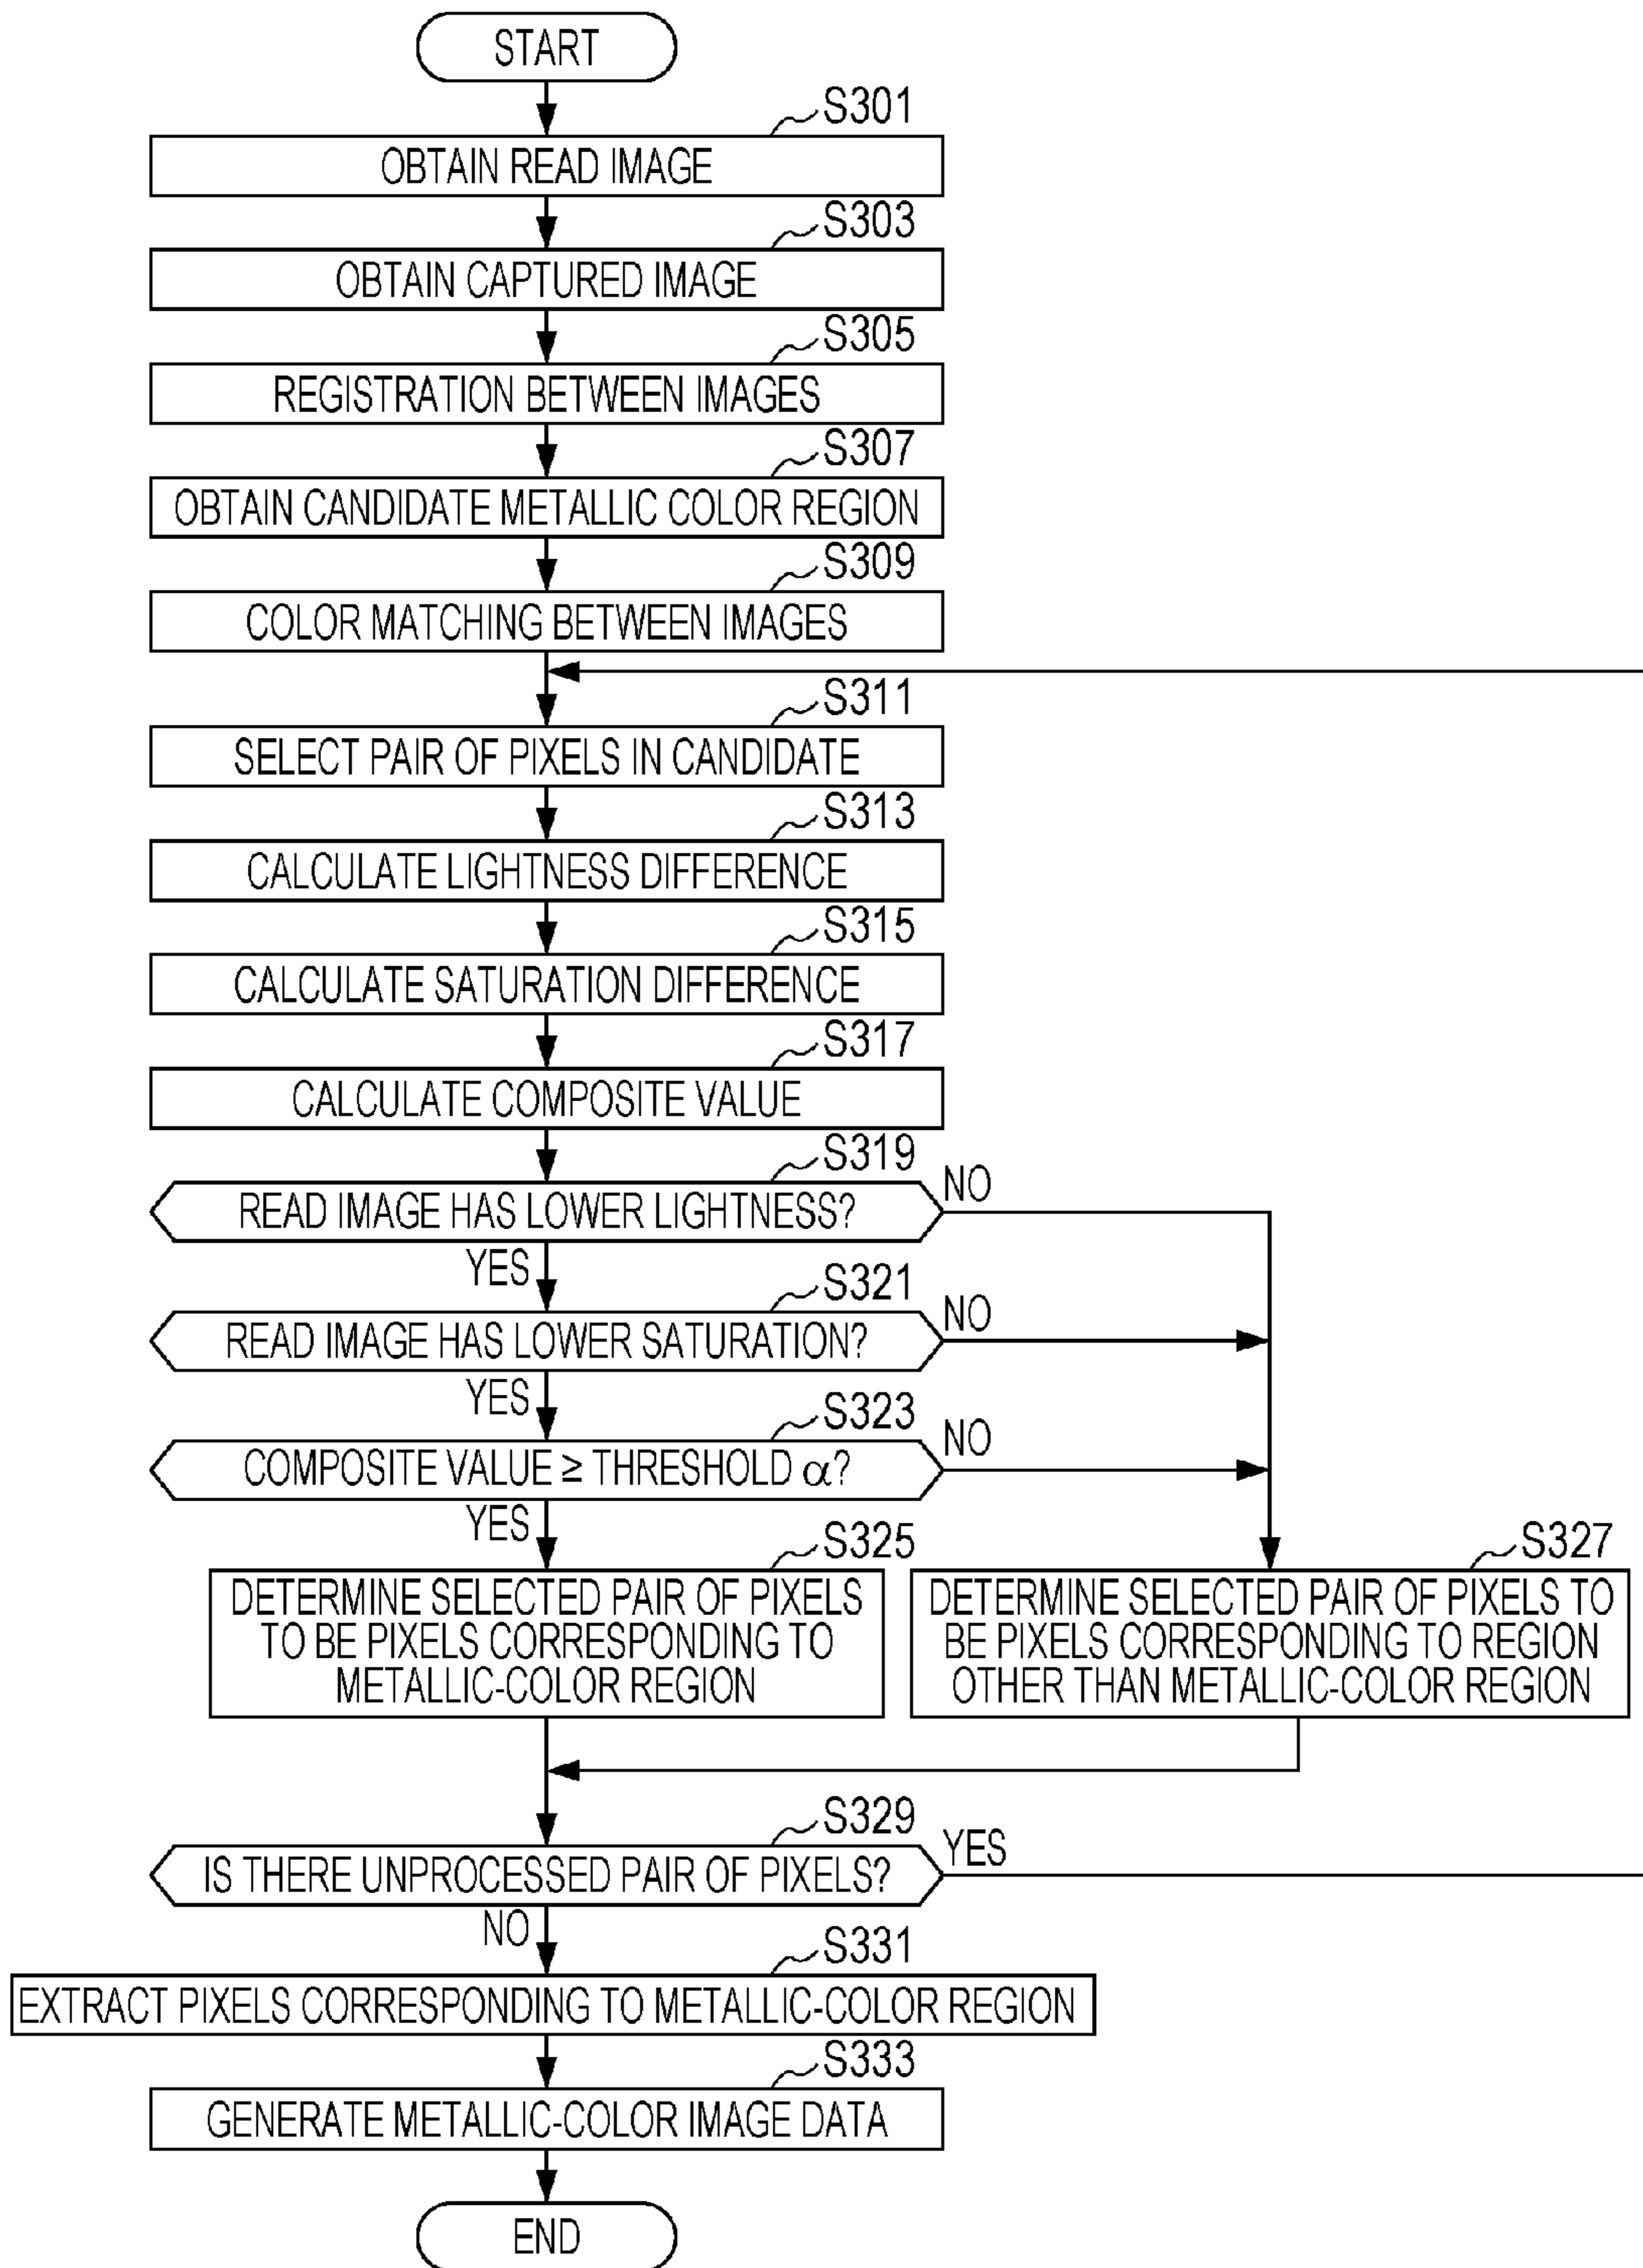 START
S301
OBTAIN READ IMAGE
S303
OBTAIN CAPTURED IMAGE
S305
REGISTRATION BETWEEN IMAGES
S307
OBTAIN CANDIDATE METALLIC COLOR REGION
S309
COLOR MATCHING BETWEEN IMAGES
S311
SELECT PAIR OF PIXELS IN CANDIDATE
S313
CALCULATE LIGHTNESS DIFFERENCE
S315
CALCULATE SATURATION DIFFERENCE
S317
CALCULATE COMPOSITE VALUE
S319
READ IMAGE HAS LOWER LIGHTNESS?
NO
YES
S321
READ IMAGE HAS LOWER SATURATION?
NO
YES
S323
COMPOSITE VALUE ≥ THRESHOLD α?
NO
YES
S325
DETERMINE SELECTED PAIR OF PIXELS
TO BE PIXELS CORRESPONDING TO
METALLIC-COLOR REGION
S327
DETERMINE SELECTED PAIR OF PIXELS TO
BE PIXELS CORRESPONDING TO REGION
OTHER THAN METALLIC-COLOR REGION
S329
IS THERE UNPROCESSED PAIR OF PIXELS?
YES
NO
S331
EXTRACT PIXELS CORRESPONDING TO METALLIC-COLOR REGION
S333
GENERATE METALLIC-COLOR IMAGE DATA
END